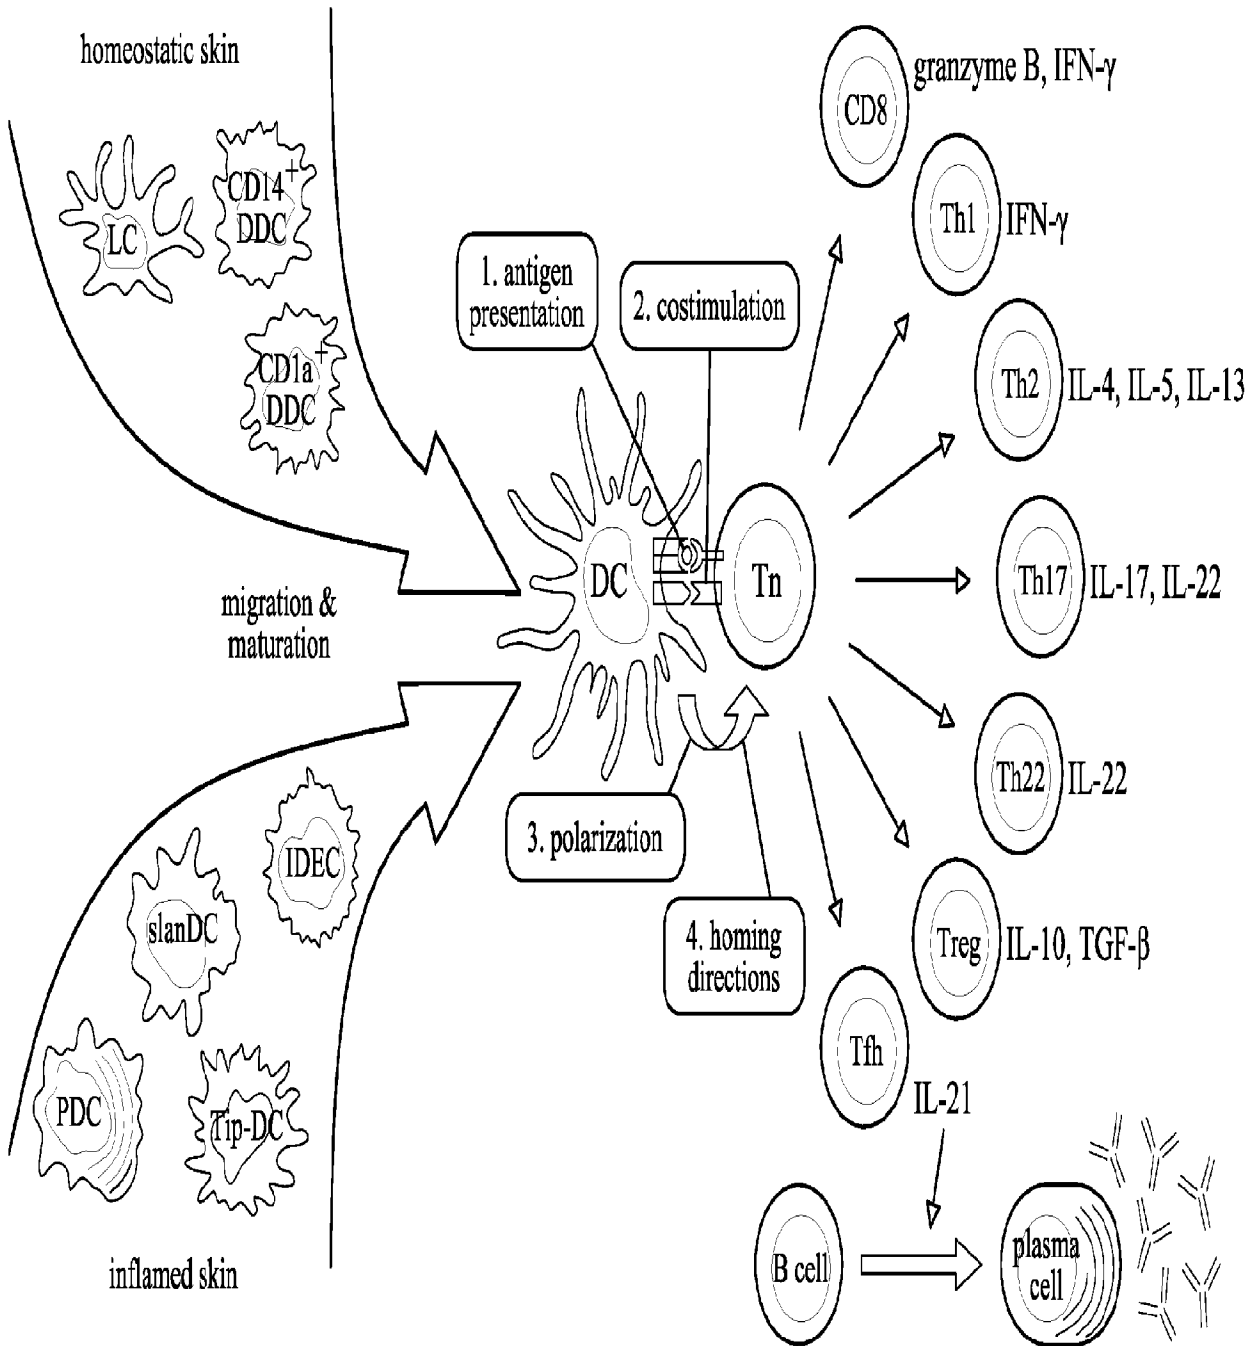 homeostatic skin
LC
CD14+
DDC
CD1a+
DDC
migration &
maturation
IDEC
slanDC
PDC
Tip-DC
inflamed skin
1. antigen
presentation
2. costimulation
DC
Tn
3. polarization
4. homing
directions
CD8
granzyme B, IFN-γ
Th1
IFN-γ
Th2
IL-4, IL-5, IL-13
Th17
IL-17, IL-22
Th22
IL-22
Treg
IL-10, TGF-β
Tfh
IL-21
B cell
plasma
cell